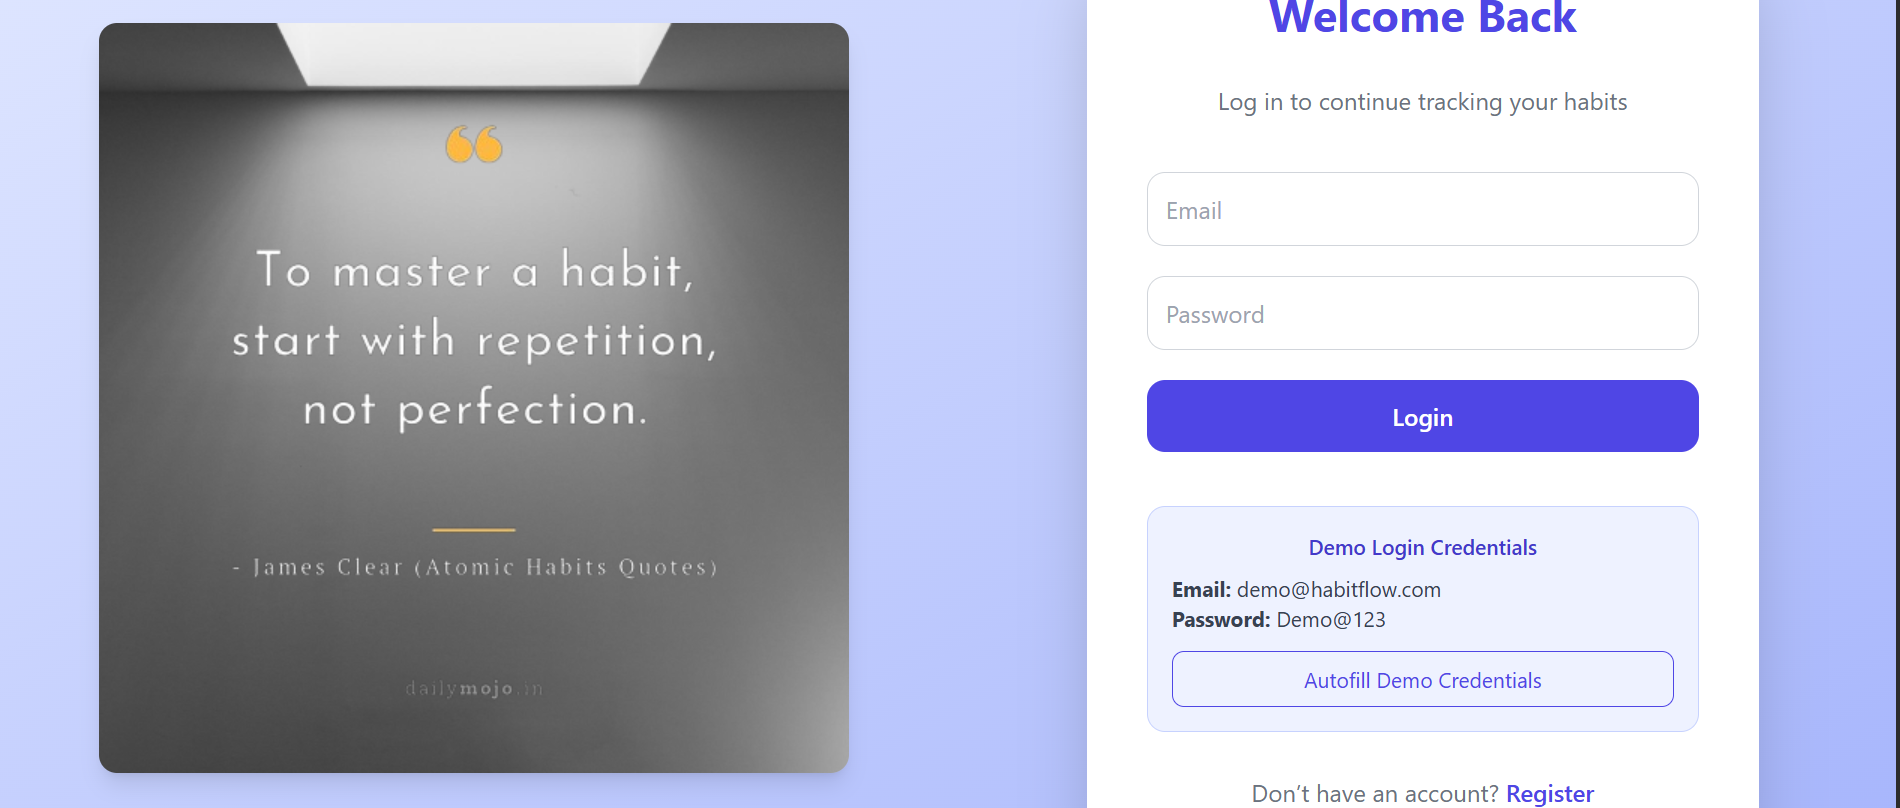 “
To master a habit,
start with repetition,
not perfection.
- James Clear (Atomic Habits Quotes)
dailymojo.in
Welcome Back
Log in to continue tracking your habits
Email
Password
Login
Demo Login Credentials
Email: demo@habitflow.com
Password: Demo@123
Autofill Demo Credentials
Don’t have an account? Register